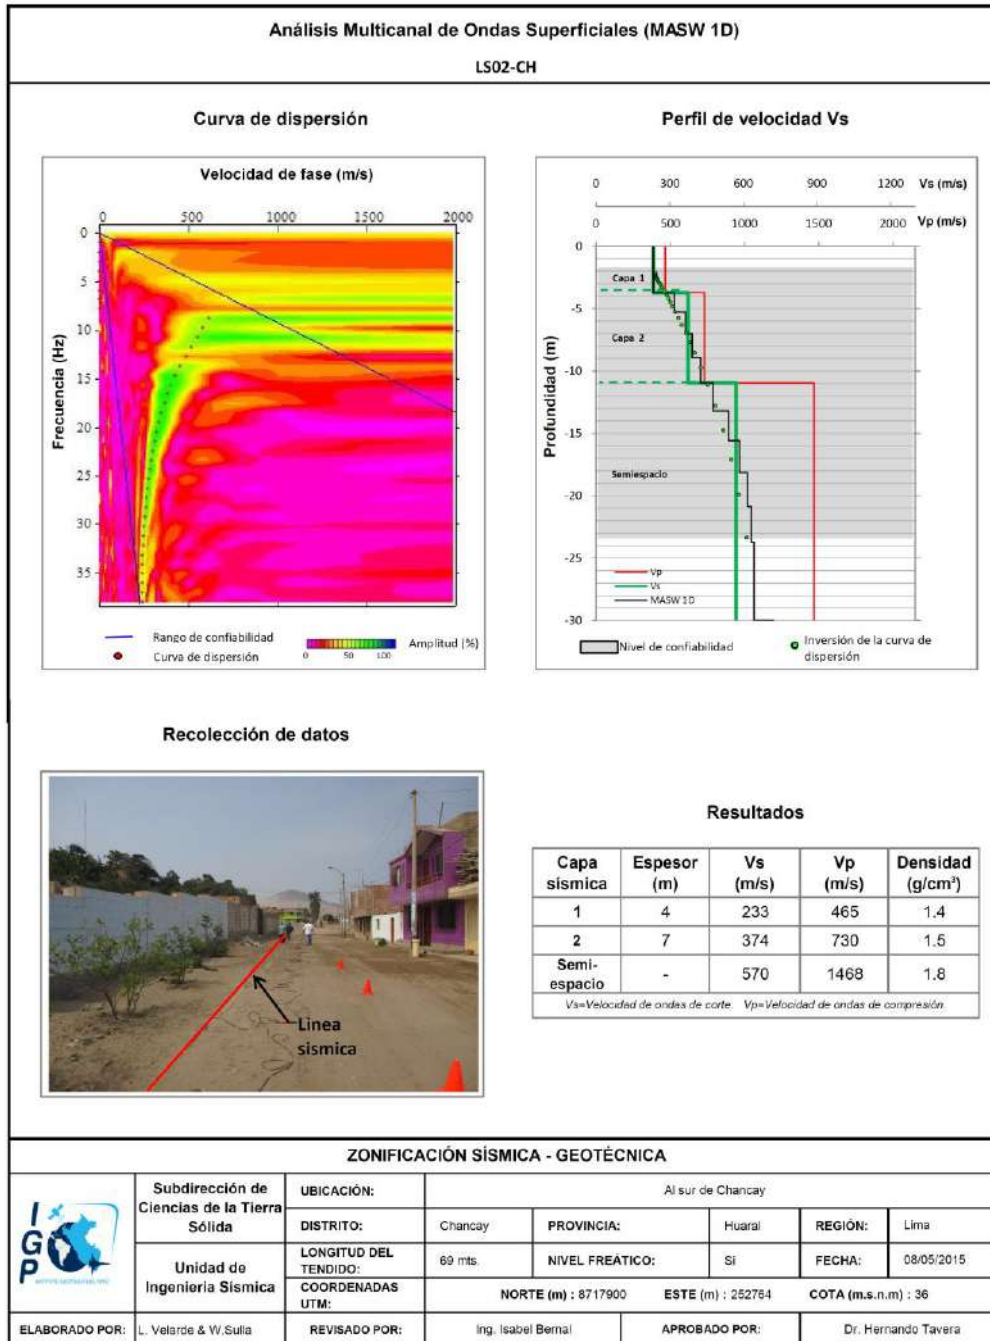 Análisis Multicanal de Ondas Superficiales (MASW 1D)
LS02-CH
Curva de dispersión
Velocidad de fase (m/s)
0 500 1000 1500 2000
Frecuencia (Hz)
0
5
10
15
20
25
30
35
Rango de confiabilidad
Curva de dispersión
Amplitud (%)
0 50 100
Perfil de velocidad Vs
0 300 600 900 1200 Vs (m/s)
0 500 1000 1500 2000 Vp (m/s)
Profundidad (m)
0
-5
-10
-15
-20
-25
-30
Capa 1
Capa 2
Semiespacio
Vp
Vs
MASW 1D
Nivel de confiabilidad
Inversión de la curva de
dispersión
Recolección de datos
Linea
sismica
Resultados
Capa sísmica Espesor (m) Vs (m/s) Vp (m/s) Densidad (g/cm³)
1 4 233 465 1.4
2 7 374 730 1.5
Semi-espacio - 570 1468 1.8
Vs=Velocidad de ondas de corte Vp=Velocidad de ondas de compresión.
ZONIFICACIÓN SÍSMICA - GEOTÉCNICA
IGP
Subdirección de
Ciencias de la Tierra
Sólida
Unidad de
Ingenieria Sísmica
UBICACIÓN: Al sur de Chancay
DISTRITO: Chancay PROVINCIA: Huaral REGIÓN: Lima
LONGITUD DEL TENDIDO: 69 mts. NIVEL FREÁTICO: Sí FECHA: 08/05/2015
COORDENADAS UTM: NORTE (m) : 8717900 ESTE (m) : 252764 COTA (m.s.n.m) : 36
ELABORADO POR: L. Velarde & W.Sulla REVISADO POR: Ing. Isabel Bernal APROBADO POR: Dr. Hernando Tavera